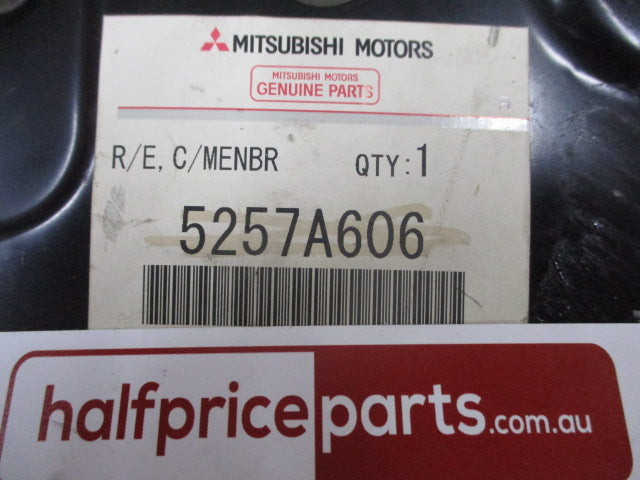 MITSUBISHI MOTORS
MITSUBISHI MOTORS
GENUINE PARTS
R/E, C/MENBR QTY:1
5257A606
halfpriceparts.com.au